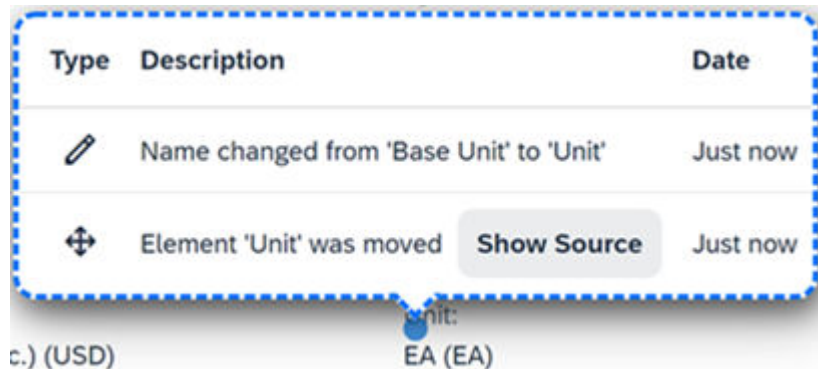 Type Description Date
Name changed from 'Base Unit' to 'Unit' Just now
Element 'Unit' was moved Show Source Just now
Unit:
c.) (USD) EA (EA)